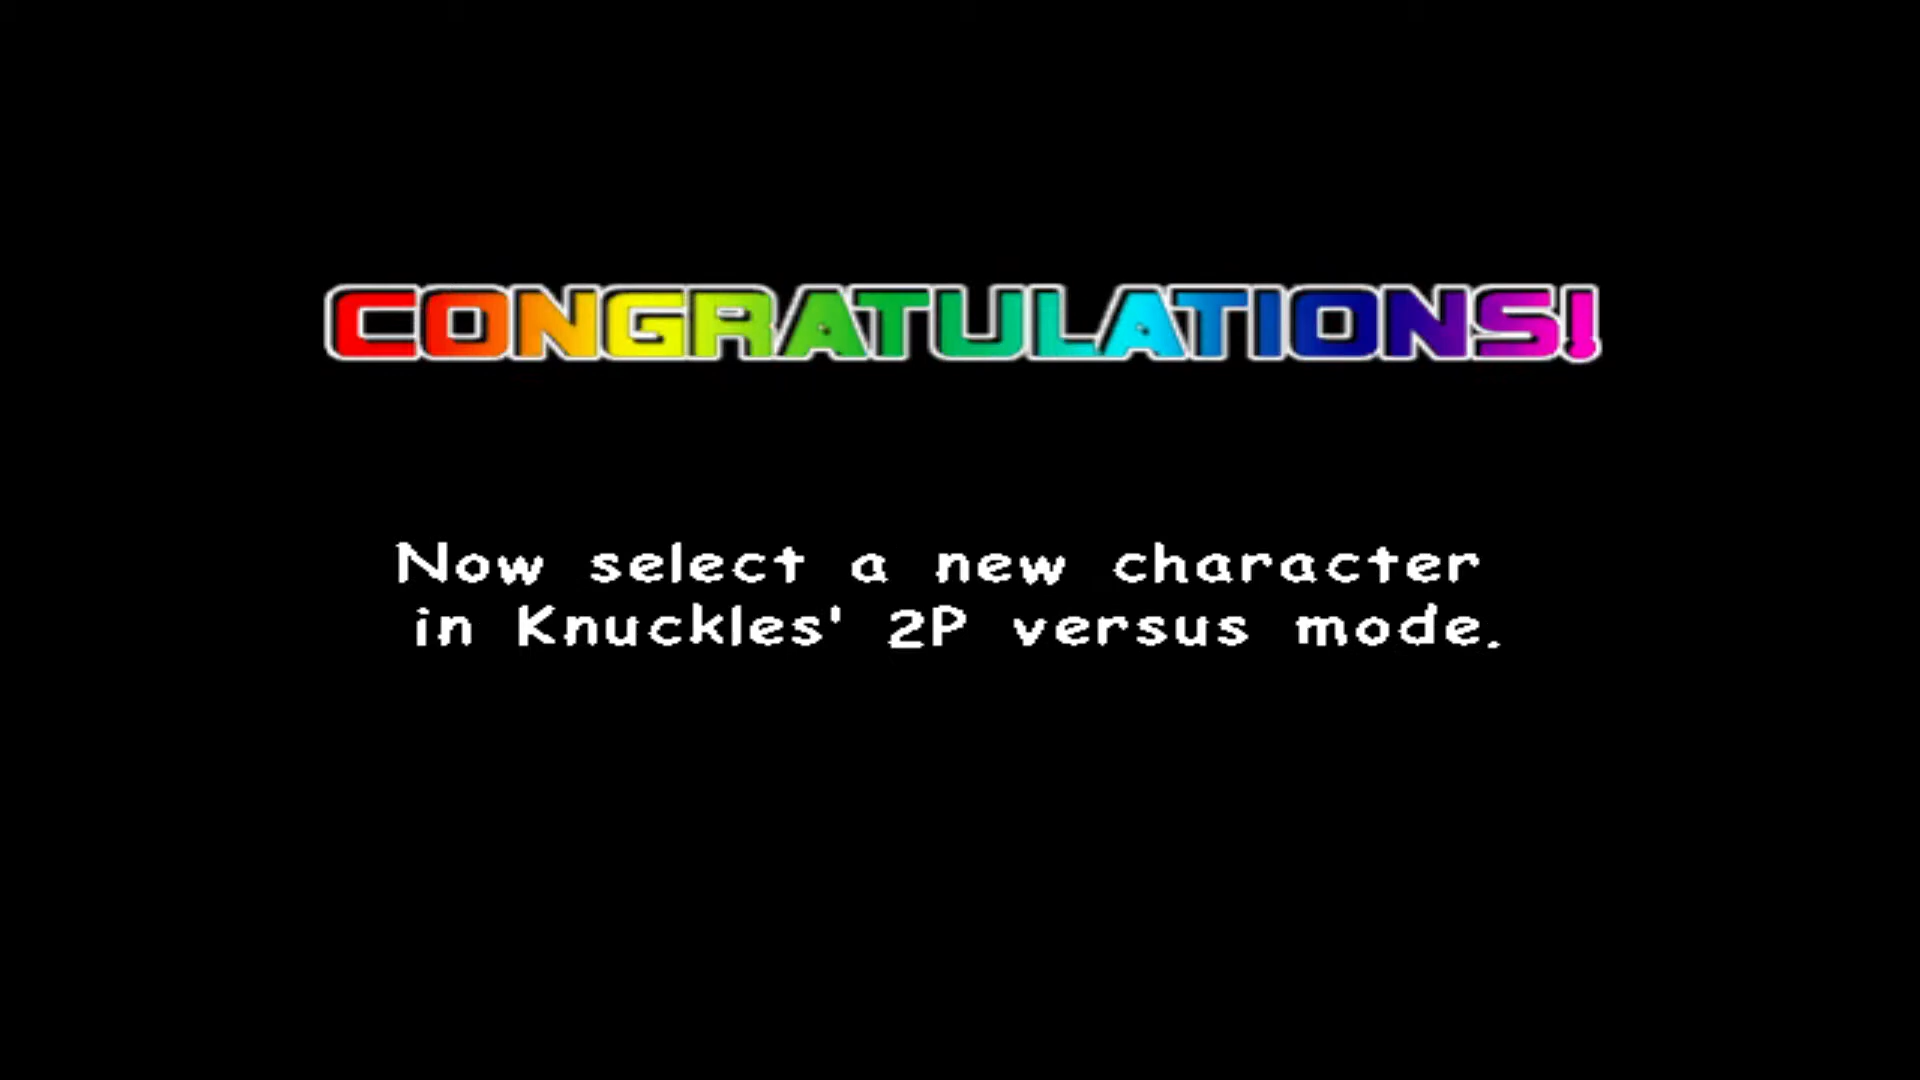 CONGRATULATIONS!
Now select a new character
in Knuckles' 2P versus mode.